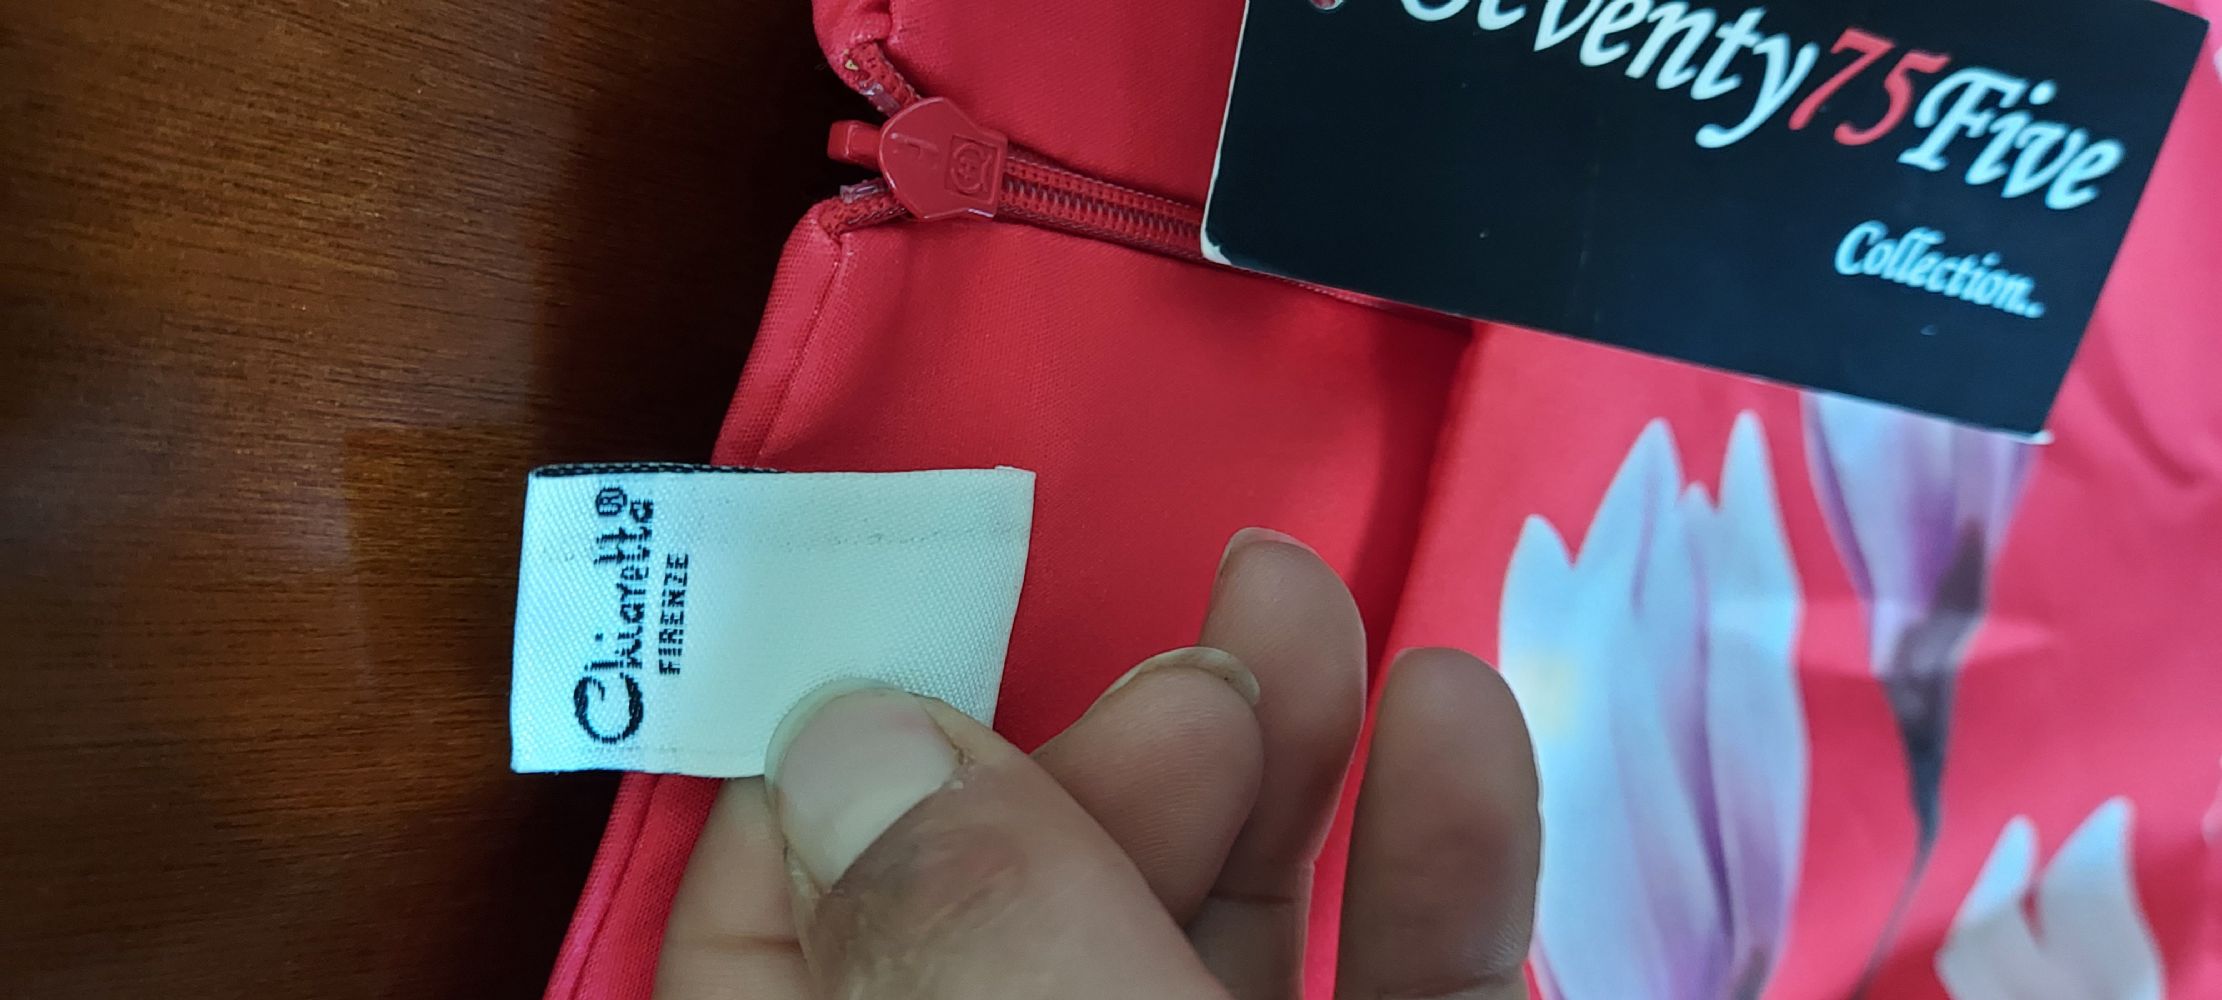 Seventy75Five
Collection..
Chiaretta®
FIRENZE